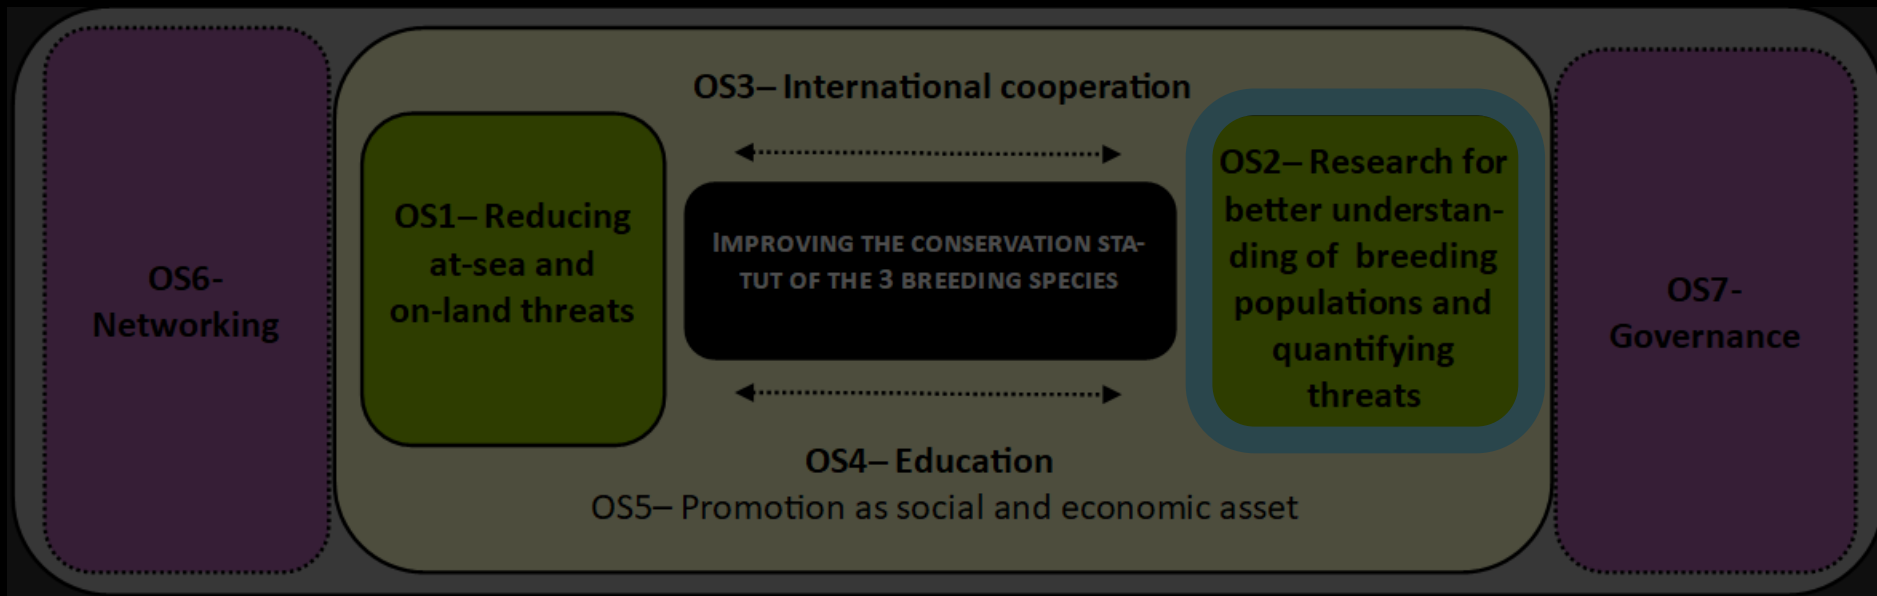 OS3– International cooperation
OS6-
Networking
OS1– Reducing
at-sea and
on-land threats
IMPROVING THE CONSERVATION STA-
TUT OF THE 3 BREEDING SPECIES
OS2– Research for
better understan-
ding of breeding
populations and
quantifying
threats
OS7-
Governance
OS4– Education
OS5– Promotion as social and economic asset